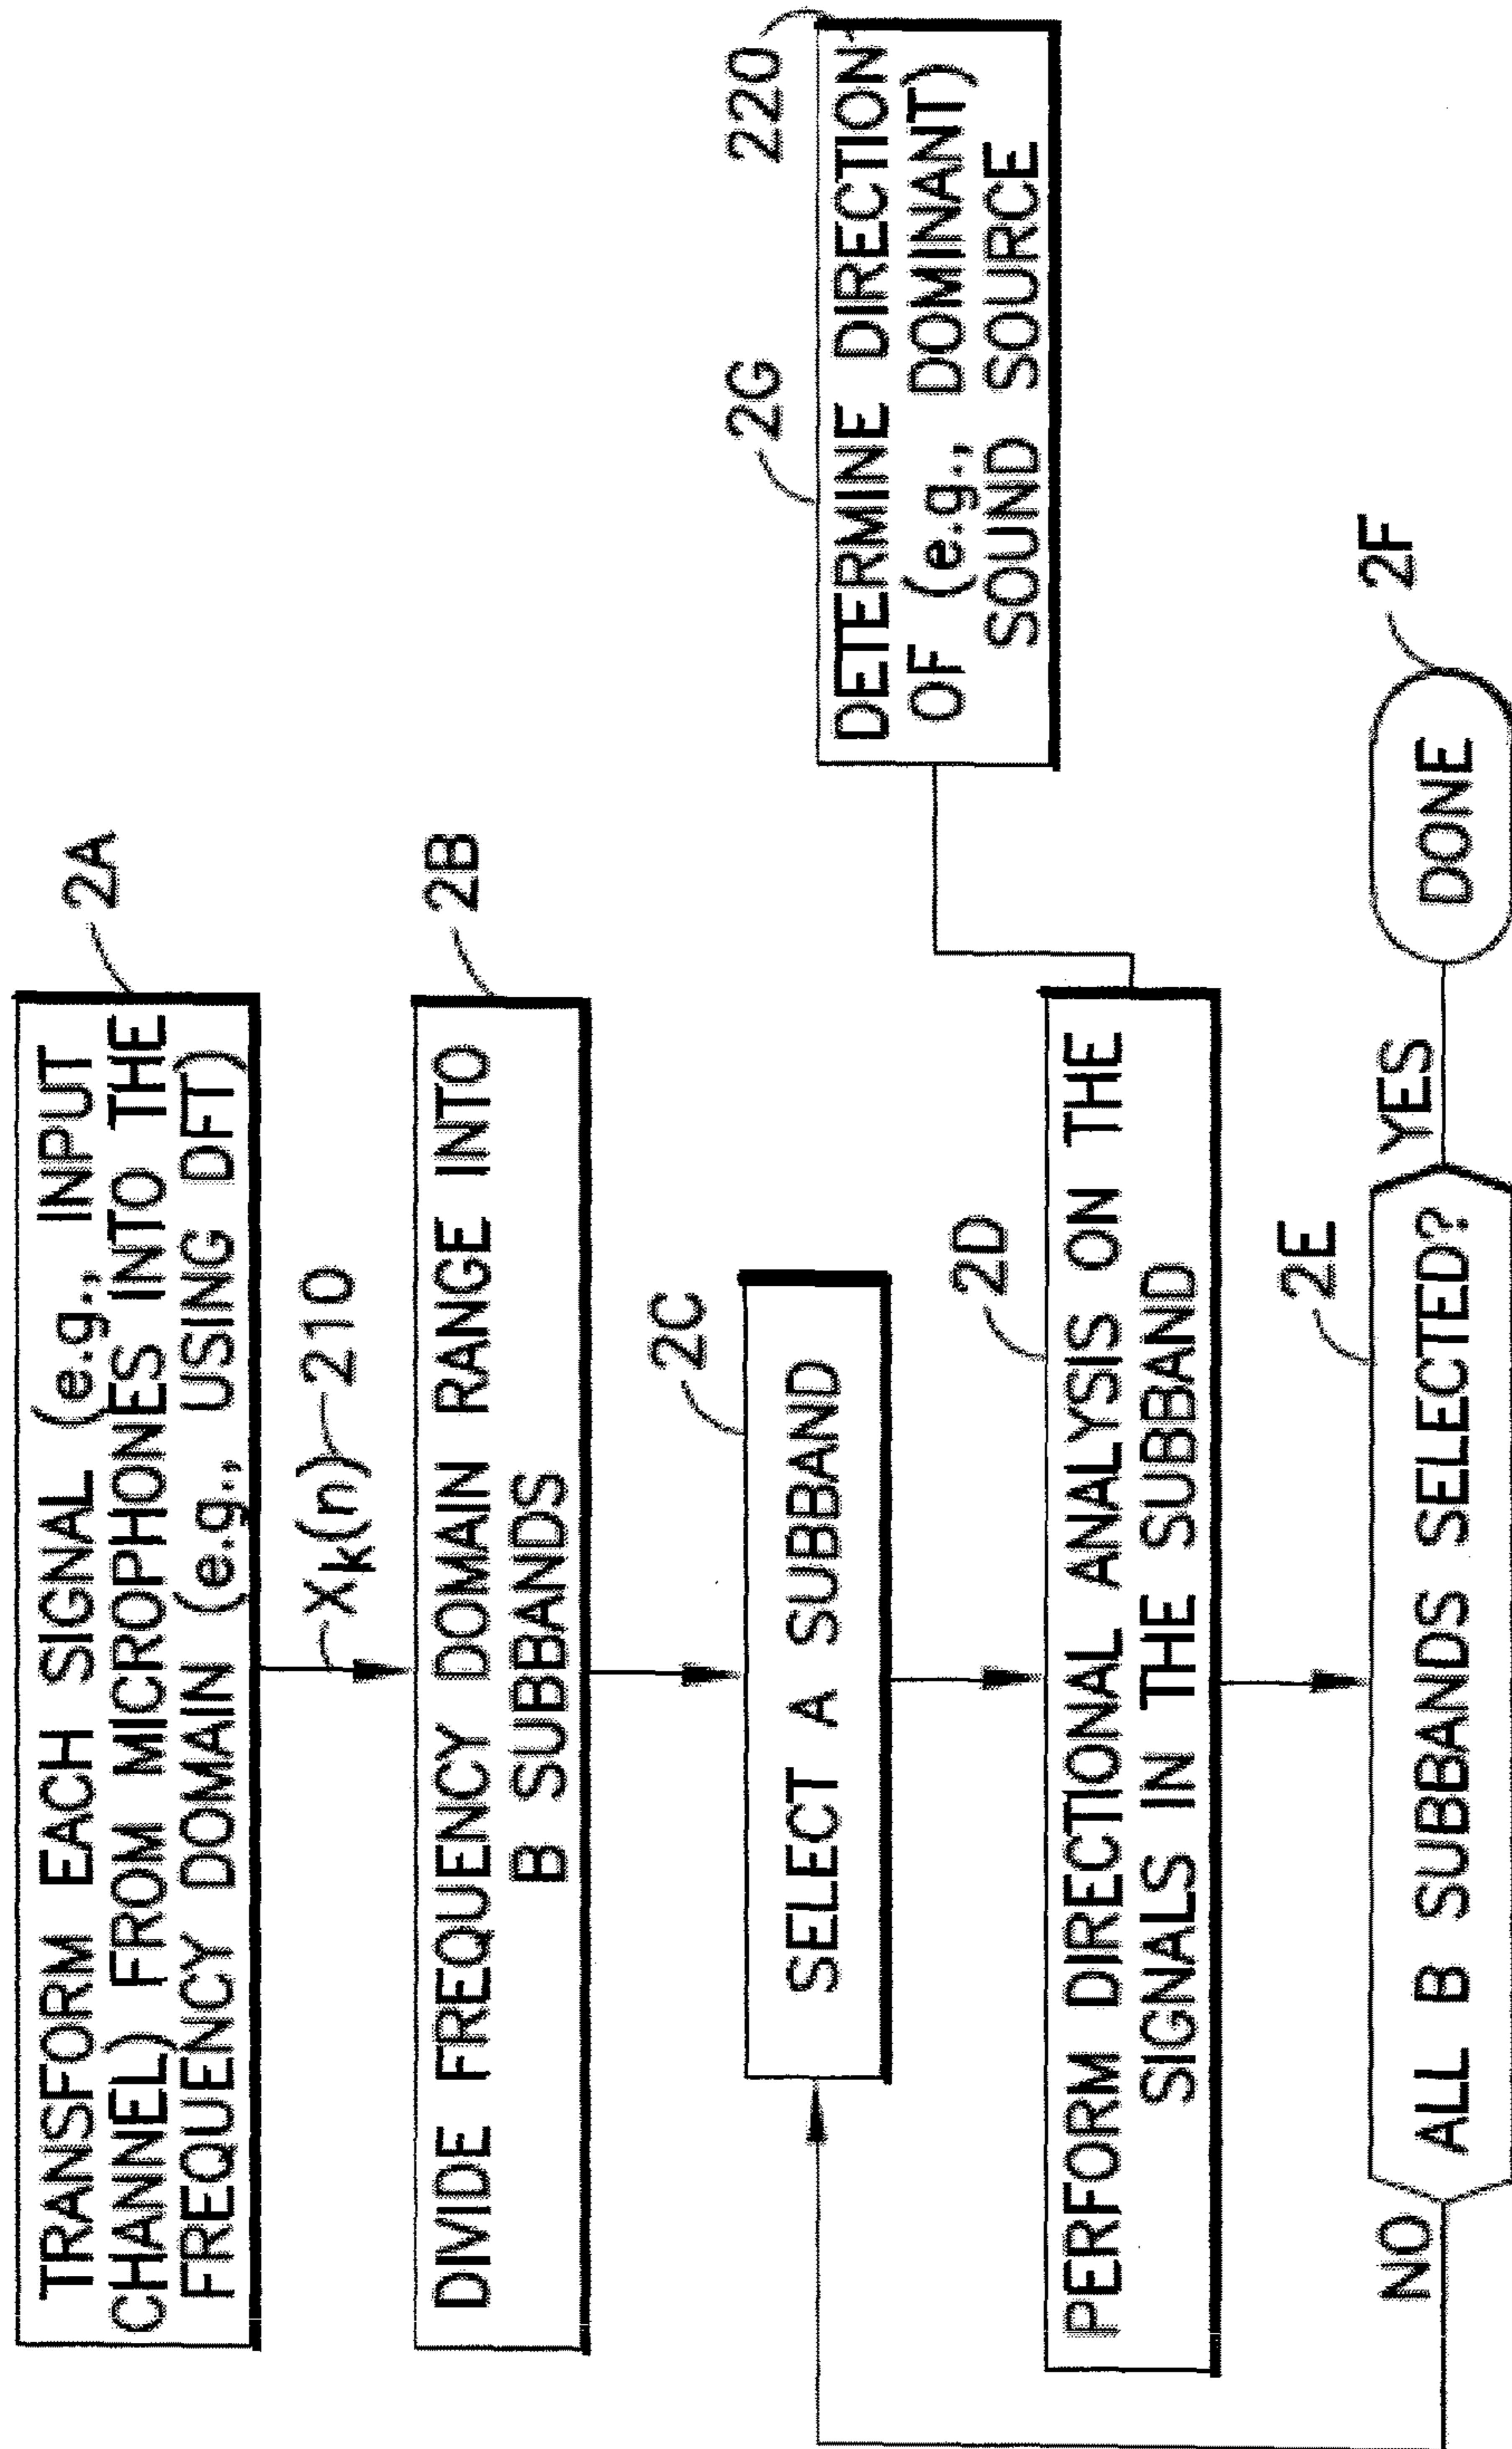 TRANSFORM EACH SIGNAL (e.g., INPUT
CHANNEL) FROM MICROPHONES INTO THE
FREQUENCY DOMAIN (e.g., USING DFT)
2A
Xk(n)
210
DIVIDE FREQUENCY DOMAIN RANGE INTO
B SUBBANDS
2B
SELECT A SUBBAND
2C
PERFORM DIRECTIONAL ANALYSIS ON THE
SIGNALS IN THE SUBBAND
2D
2G
220
DETERMINE DIRECTION
OF (e.g., DOMINANT)
SOUND SOURCE
ALL B SUBBANDS SELECTED?
2E
NO
YES
DONE
2F